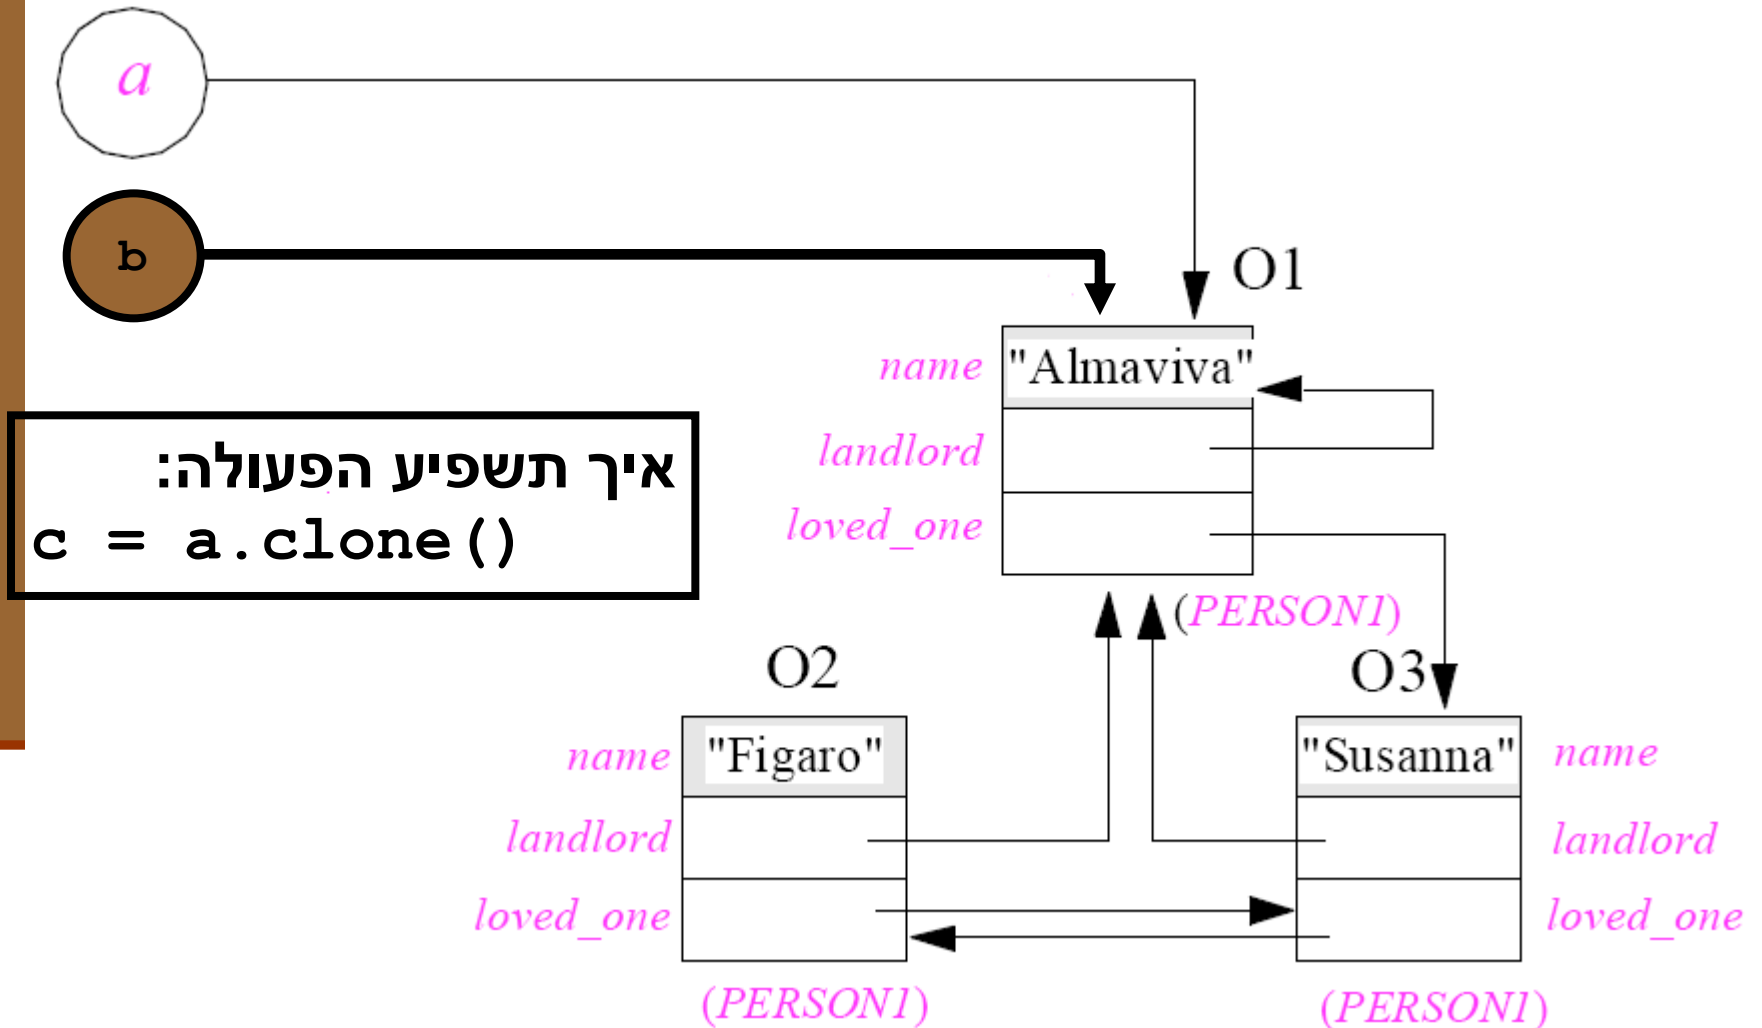 a
b
O1
name "Almaviva"
landlord
loved_one
(PERSON1)
איך תשפיע הפעולה:
c = a.clone()
O2
name "Figaro"
landlord
loved_one
(PERSON1)
O3
"Susanna" name
landlord
loved_one
(PERSON1)